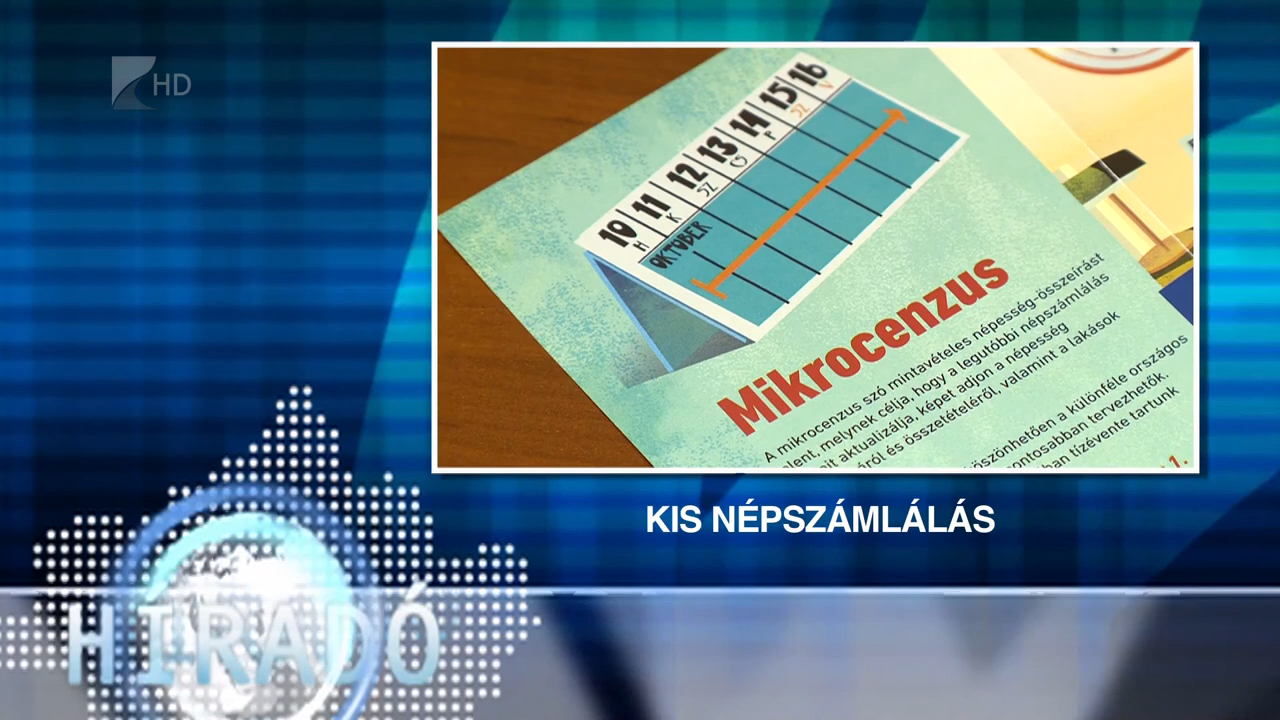 HD
10 11 12 13 14 15 16
H K SZ CS P SZ V
OKTÓBER
Mikrocenzus
A mikrocenzus szó mintavételes népesség-összeírást
jelent, melynek célja, hogy a legutóbbi népszámlálás
aktualizálja, képet adjon a népesség
és összetételéről, valamint a lakások
különféle országos
tervezhetők.
tízévente tartunk
1.
KIS NÉPSZÁMLÁLÁS
HÍRADÓ